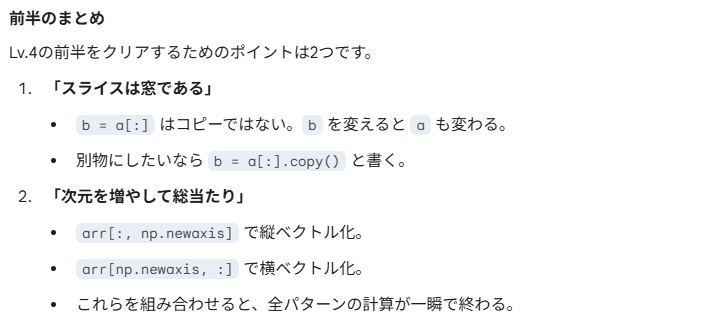 前半のまとめ
Lv.4の前半をクリアするためのポイントは2つです。
1. 「スライスは窓である」
• b = a[:] はコピーではない。 b を変えると a も変わる。
• 別物にしたいなら b = a[:].copy() と書く。
2. 「次元を増やして総当たり」
• arr[:, np.newaxis] で縦ベクトル化。
• arr[np.newaxis, :] で横ベクトル化。
• これらを組み合わせると、全パターンの計算が一瞬で終わる。